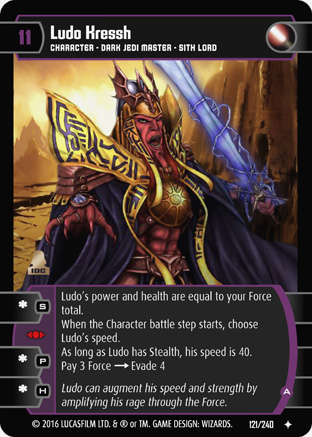 11
Ludo Kressh
CHARACTER - DARK JEDI MASTER - SITH LORD
IDC
* S
* P
* H
Ludo's power and health are equal to your Force
total.
When the Character battle step starts, choose
Ludo's speed.
As long as Ludo has Stealth, his speed is 40.
Pay 3 Force → Evade 4
Ludo can augment his speed and strength by
amplifying his rage through the Force.
A
© 2016 LUCASFILM LTD. & ® OR TM. GAME DESIGN: WIZARDS.
121/240